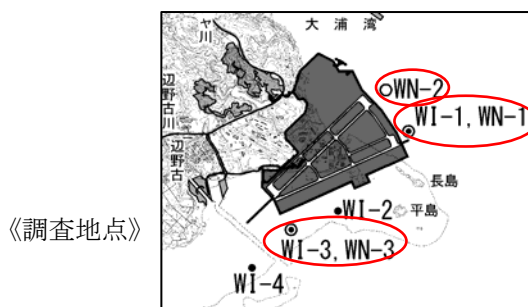 大浦湾
ヤ川
WN-2
辺野古川
WI-1, WN-1
辺野古
長島
WI-2
平島
《調査地点》
WI-3, WN-3
WI-4